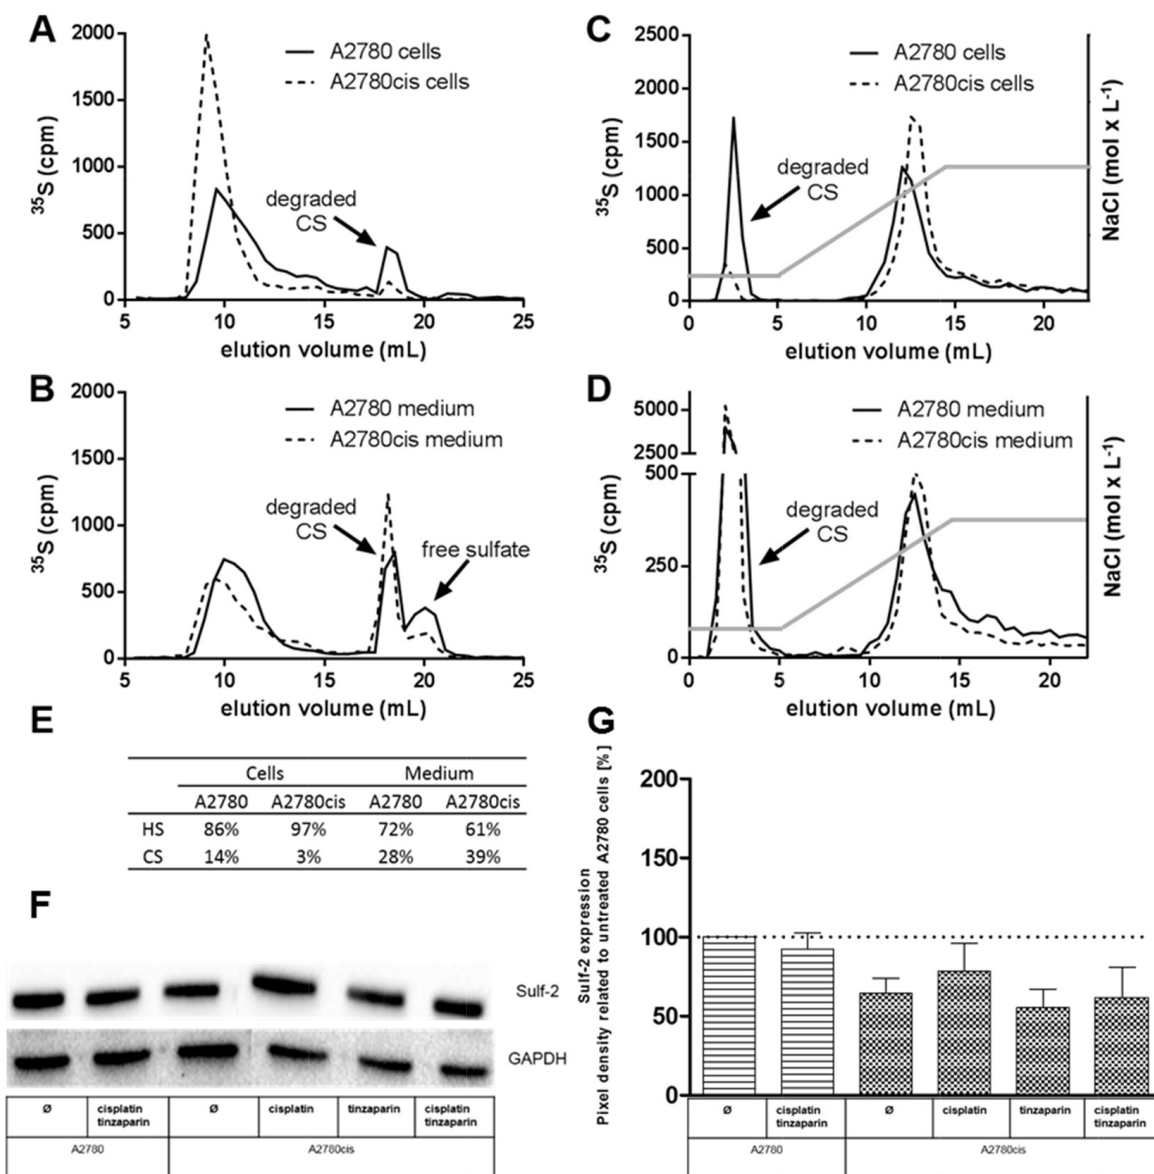 A
2000
1500
1000
500
0
5 10 15 20 25
³⁵S (cpm)
elution volume (mL)
A2780 cells
A2780cis cells
degraded
CS
C
2500
2000
1500
1000
500
0
0 5 10 15 20
³⁵S (cpm)
NaCl (mol x L⁻¹)
elution volume (mL)
A2780 cells
A2780cis cells
degraded
CS
B
2000
1500
1000
500
0
5 10 15 20 25
³⁵S (cpm)
elution volume (mL)
A2780 medium
A2780cis medium
degraded
CS
free sulfate
D
5000
2500
500
250
0
0 5 10 15 20
³⁵S (cpm)
NaCl (mol x L⁻¹)
elution volume (mL)
A2780 medium
A2780cis medium
degraded
CS
E
Cells Medium
A2780 A2780cis A2780 A2780cis
HS 86% 97% 72% 61%
CS 14% 3% 28% 39%
F
Sulf-2
GAPDH
Ø cisplatin tinzaparin Ø cisplatin tinzaparin cisplatin tinzaparin
A2780 A2780cis
G
Sulf-2 expression
Pixel density related to untreated A2780 cells [%]
200
150
100
50
0
Ø cisplatin tinzaparin Ø cisplatin tinzaparin cisplatin tinzaparin
A2780 A2780cis